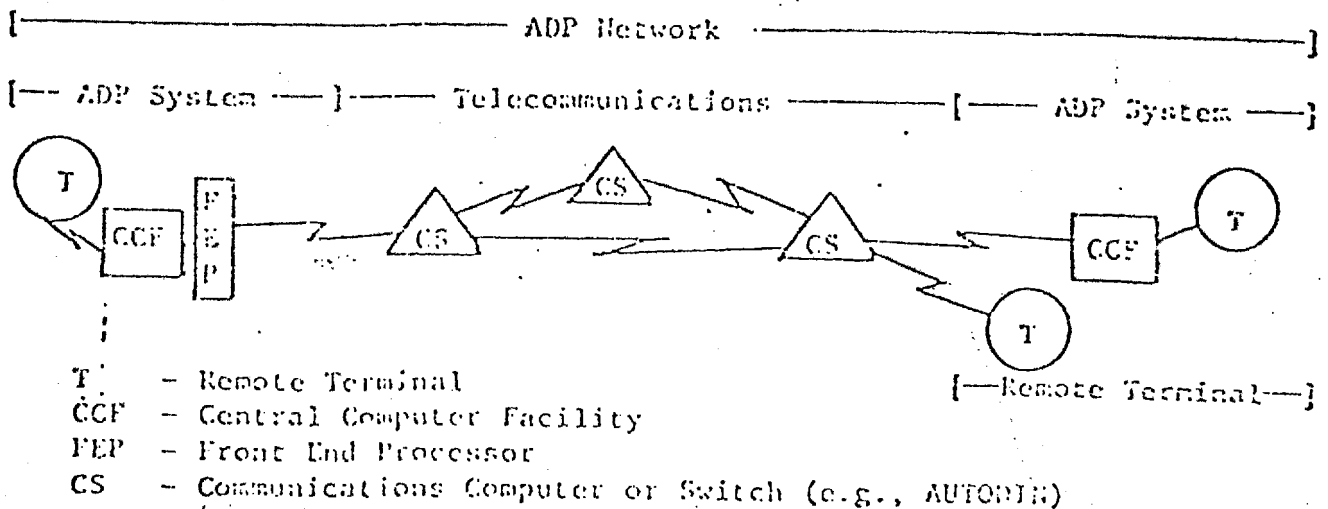 [ ADP Network ]
[-- ADP System -- ] -- Telecommunications -- [ -- ADP System -- ]
T
CCF
FEP
CS
CS
CS
CCF
T
T
T - Remote Terminal
[--Remote Terminal--]
CCF - Central Computer Facility
FEP - Front End Processor
CS - Communications Computer or Switch (e.g., AUTODIN)